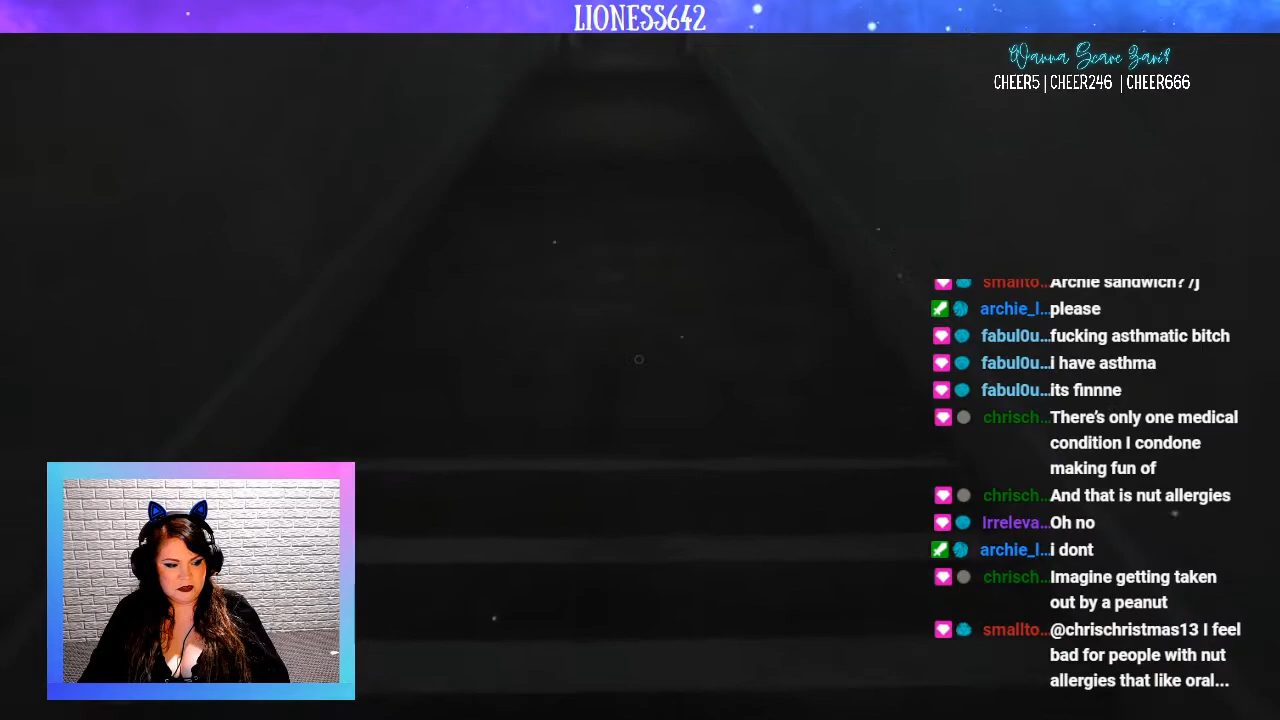 LIONESS642
Wanna Scare Zari?
CHEER5 | CHEER246 | CHEER666
smallto... Archie sandwich? /j
archie_l... please
fabul0u... fucking asthmatic bitch
fabul0u... i have asthma
fabul0u... its finnne
chrisch... There's only one medical
condition I condone
making fun of
chrisch... And that is nut allergies
Irreleva... Oh no
archie_l... i dont
chrisch... Imagine getting taken
out by a peanut
smallto... @chrischristmas13 I feel
bad for people with nut
allergies that like oral...